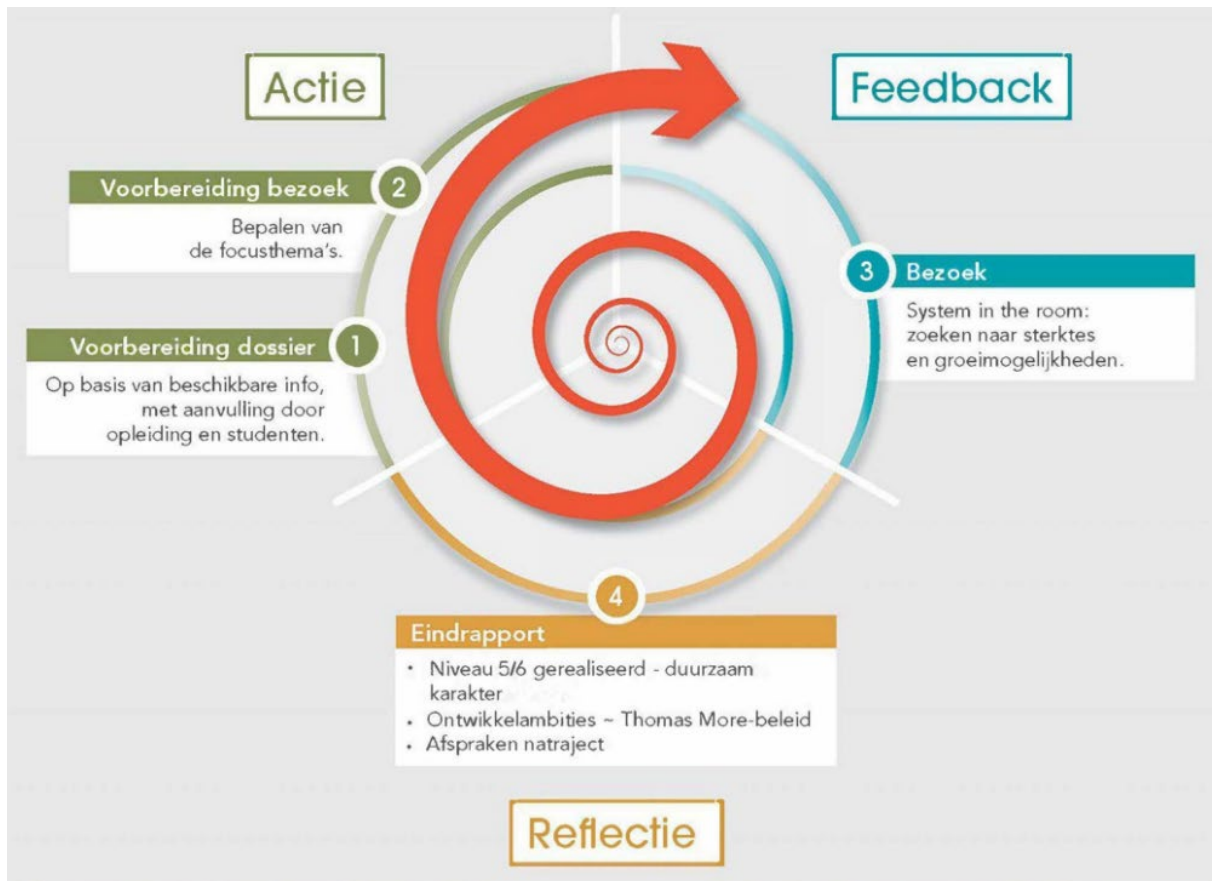 Actie
Feedback
Voorbereiding bezoek 2
Bepalen van
de focusthema's.
Voorbereiding dossier 1
Op basis van beschikbare info,
met aanvulling door
opleiding en studenten.
3 Bezoek
System in the room:
zoeken naar sterktes
en groeimogelijkheden.
4
Eindrapport
• Niveau 5/6 gerealiseerd - duurzaam
karakter
• Ontwikkelambities ~ Thomas More-beleid
• Afspraken natraject
Reflectie